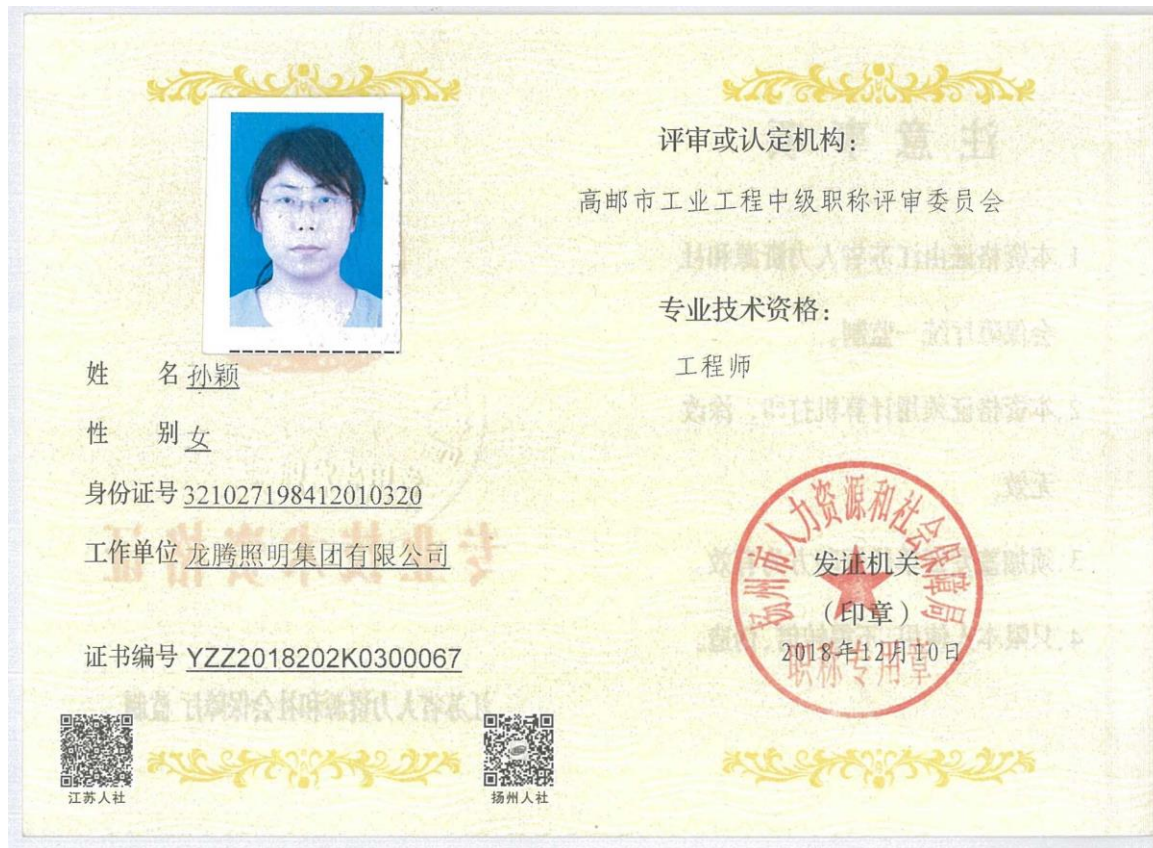 姓 名 孙颖
性 别 女
身份证号 321027198412010320
工作单位 龙腾照明集团有限公司
证书编号 YZZ2018202K0300067
江苏人社
扬州人社
评审或认定机构：
高邮市工业工程中级职称评审委员会
专业技术资格：
工程师
扬州市人力资源和社会保障局
发证机关
（印章）
2018年12月10日
职称专用章